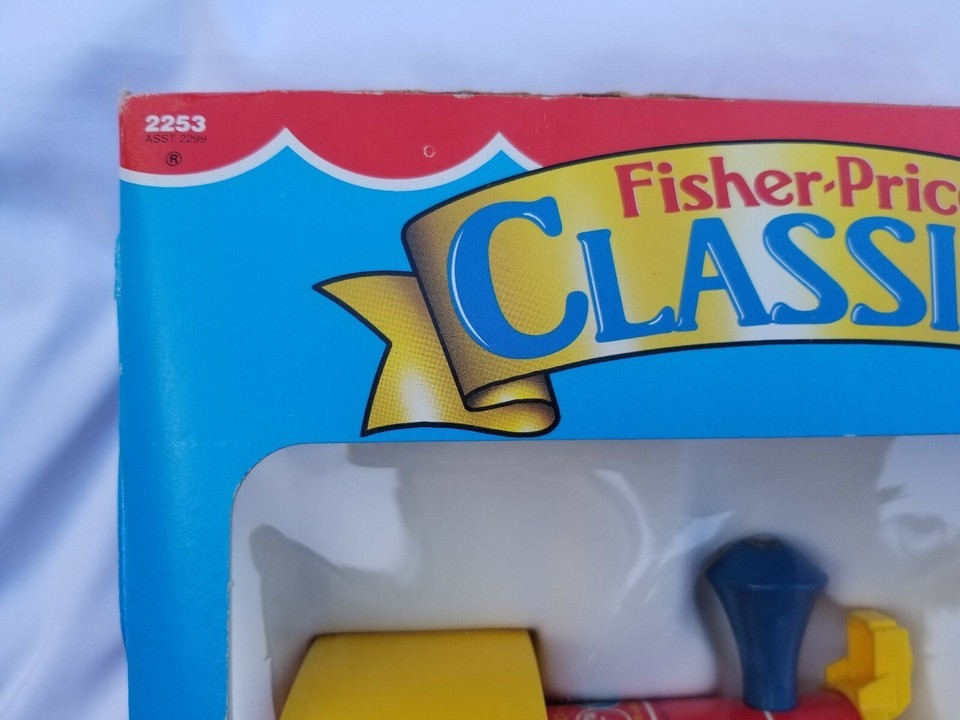 2253
ASST 2299
®
Fisher-Pric
CLASSI